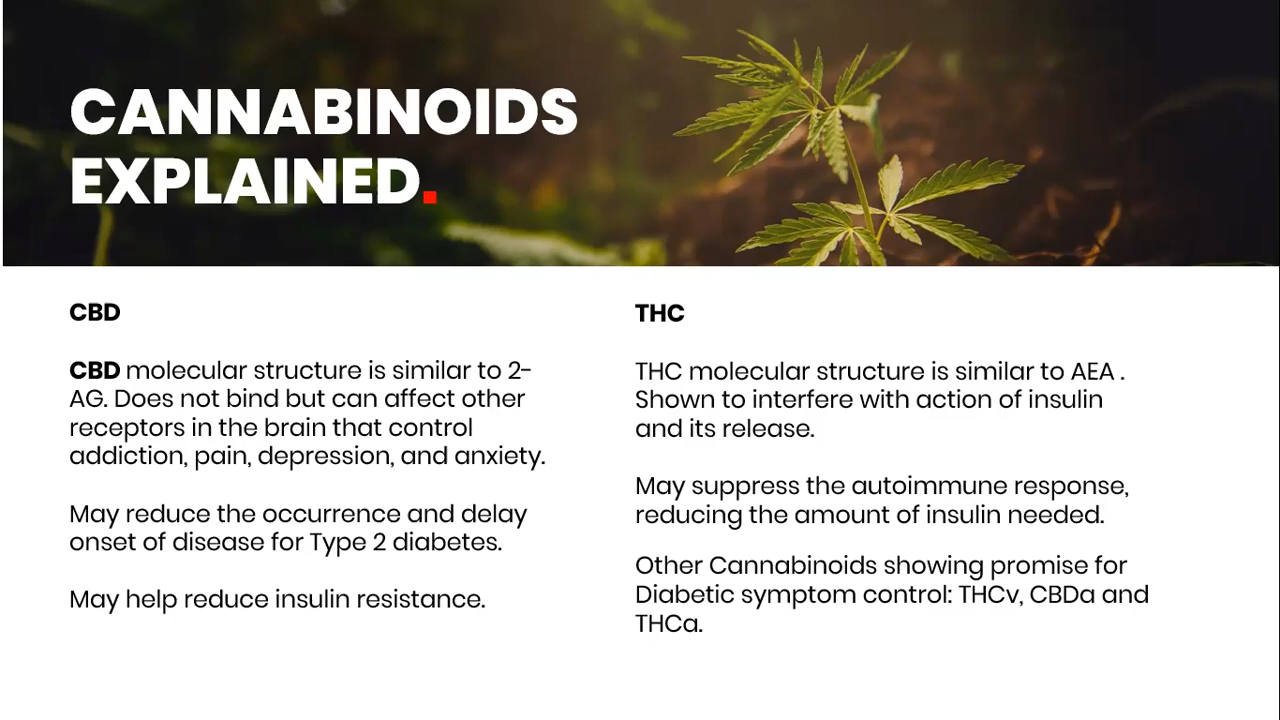 CANNABINOIDS
EXPLAINED.
CBD
CBD molecular structure is similar to 2-
AG. Does not bind but can affect other
receptors in the brain that control
addiction, pain, depression, and anxiety.
May reduce the occurrence and delay
onset of disease for Type 2 diabetes.
May help reduce insulin resistance.
THC
THC molecular structure is similar to AEA .
Shown to interfere with action of insulin
and its release.
May suppress the autoimmune response,
reducing the amount of insulin needed.
Other Cannabinoids showing promise for
Diabetic symptom control: THCv, CBDa and
THCa.